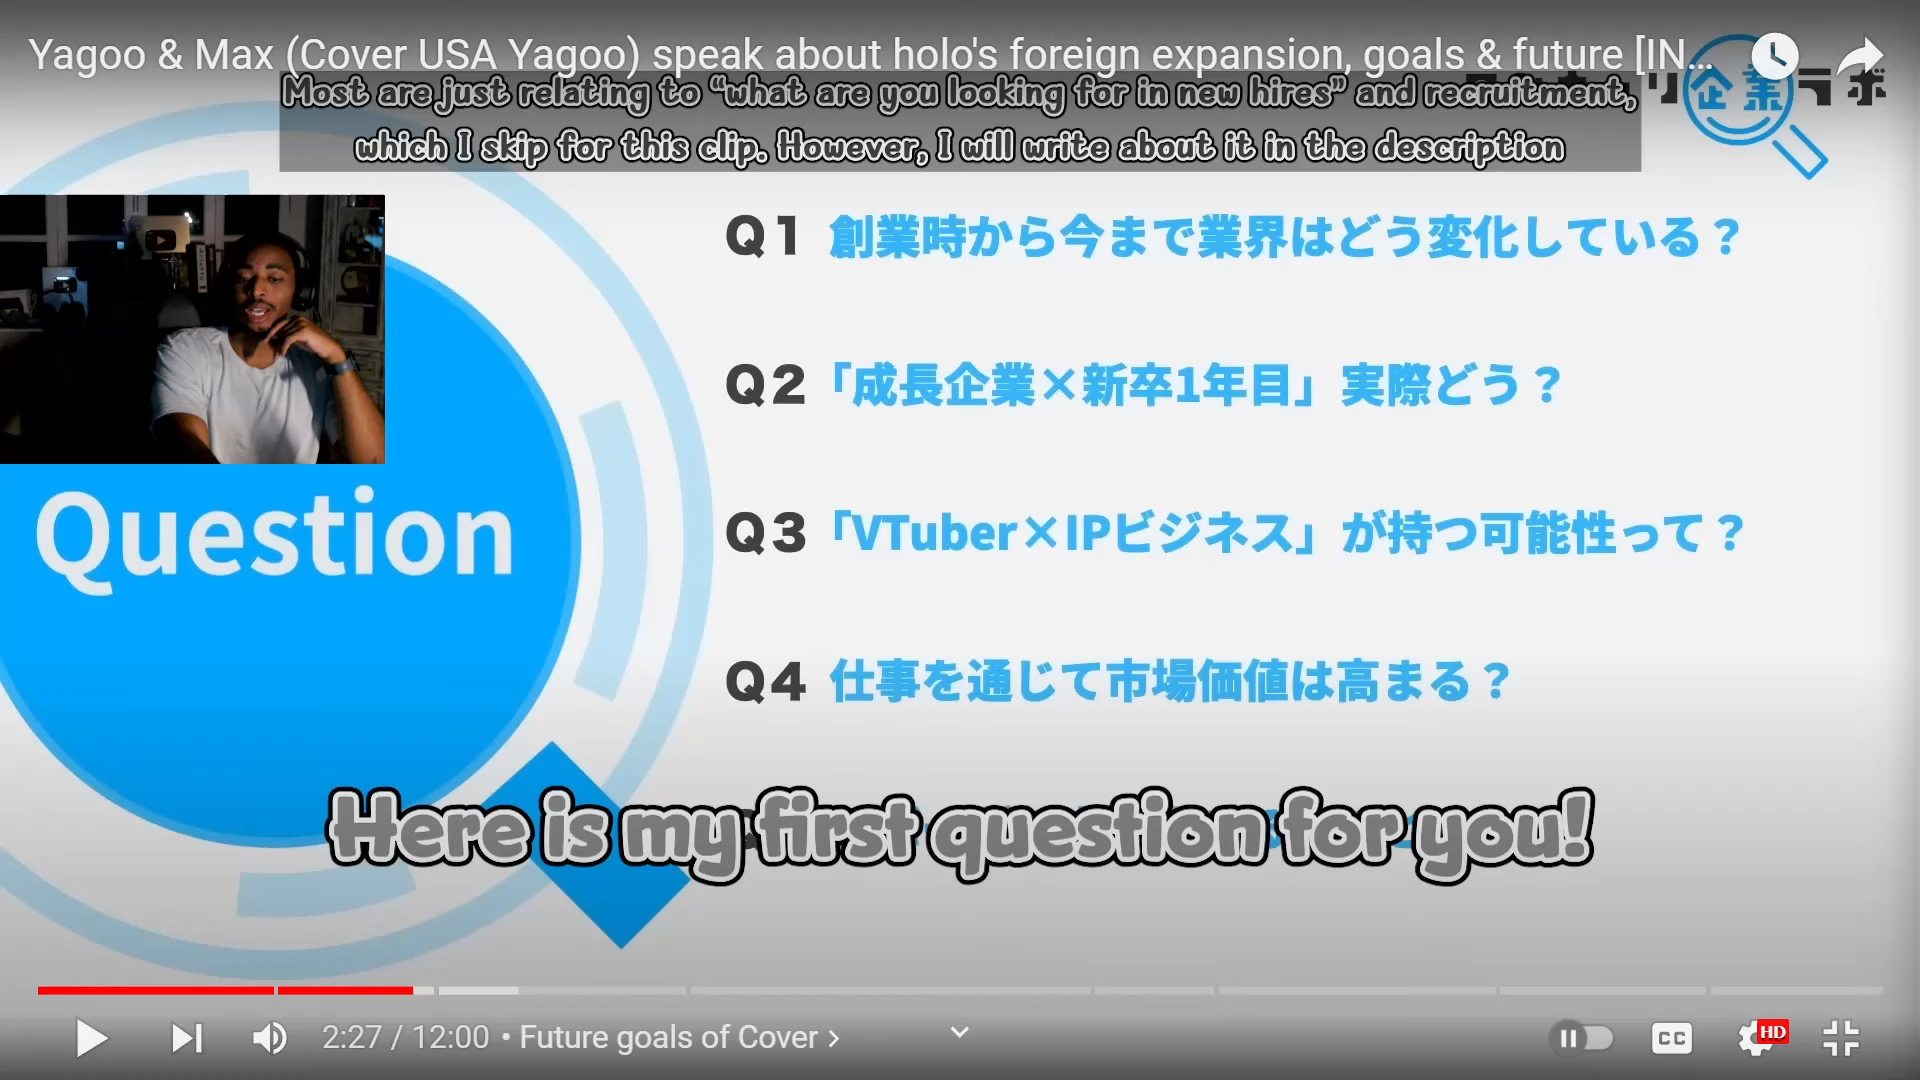 Yagoo & Max (Cover USA Yagoo) speak about holo's foreign expansion, goals & future [IN...
Most are just relating to “what are you looking for in new hires” and recruitment,
which I skip for this clip. However, I will write about it in the description
企業ラボ
Q1 創業時から今まで業界はどう変化している？
Q2 「成長企業×新卒1年目」実際どう？
Question
Q3 「VTuber×IPビジネス」が持つ可能性って？
Q4 仕事を通じて市場価値は高まる？
Here is my first question for you!
2:27 / 12:00 • Future goals of Cover
CC
HD